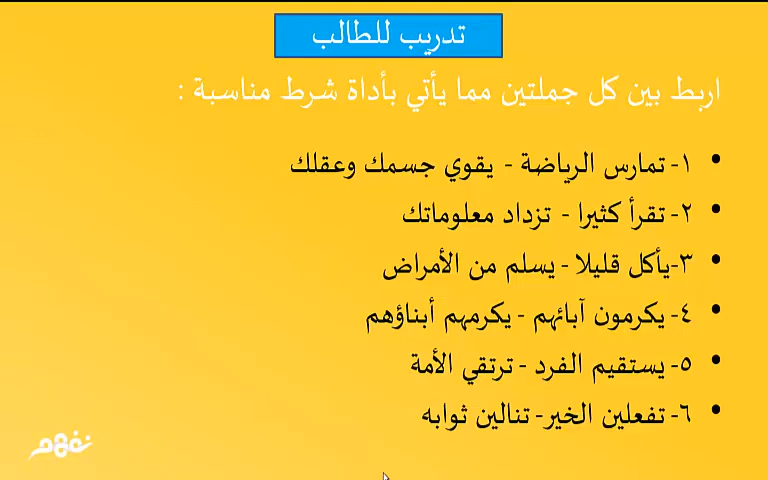 تدريب للطالب
اربط بين كل جملتين مما يأتي بأداة شرط مناسبة :
• ١- تمارس الرياضة - يقوي جسمك وعقلك
• ٢- تقرأ كثيرا - تزداد معلوماتك
• ٣-يأكل قليلا - يسلم من الأمراض
• ٤- يكرمون آبائهم - يكرمهم أبناؤهم
• ٥- يستقيم الفرد - ترتقي الأمة
• ٦- تفعلين الخير- تنالين ثوابه
نفهم